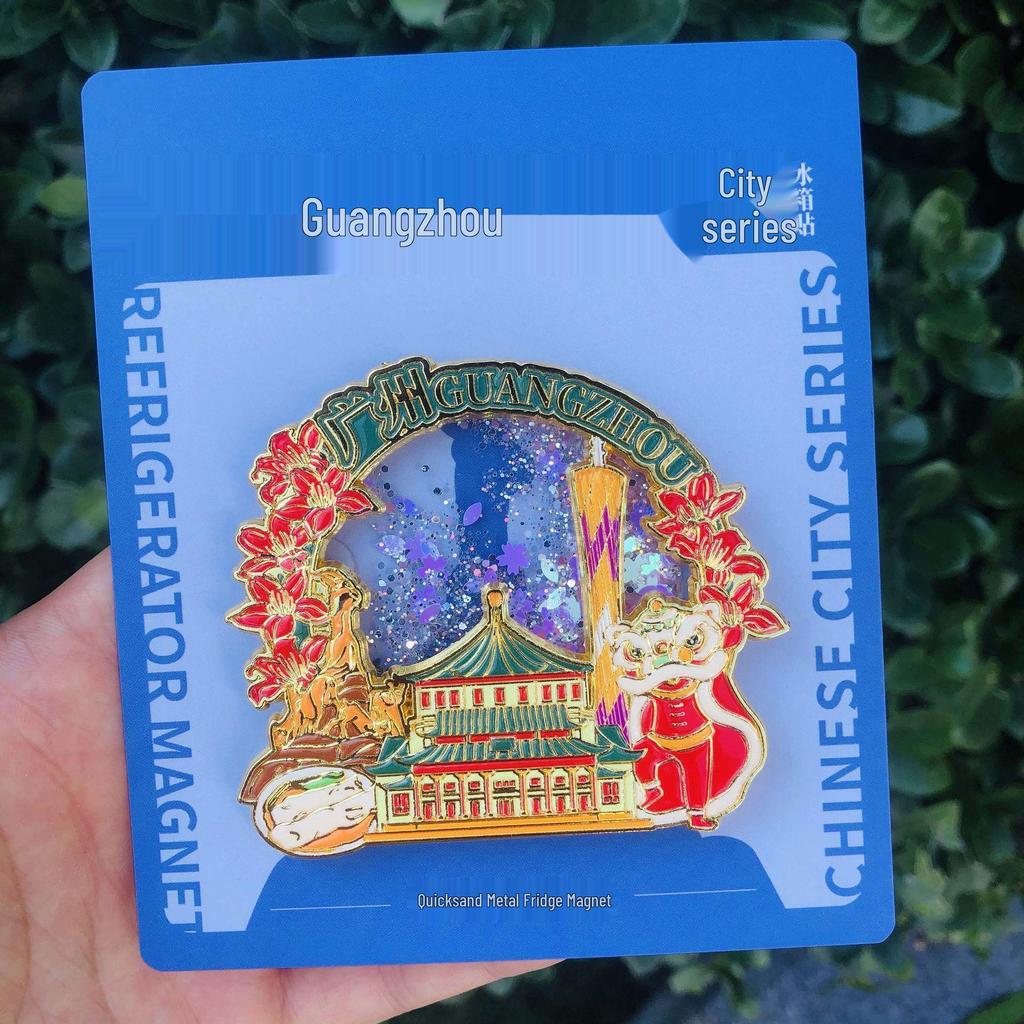 Guangzhou
City
series
水箱站
REFRIGERATOR MAGNET
CHINESE CITY SERIES
广州GUANGZHOU
Quicksand Metal Fridge Magnet